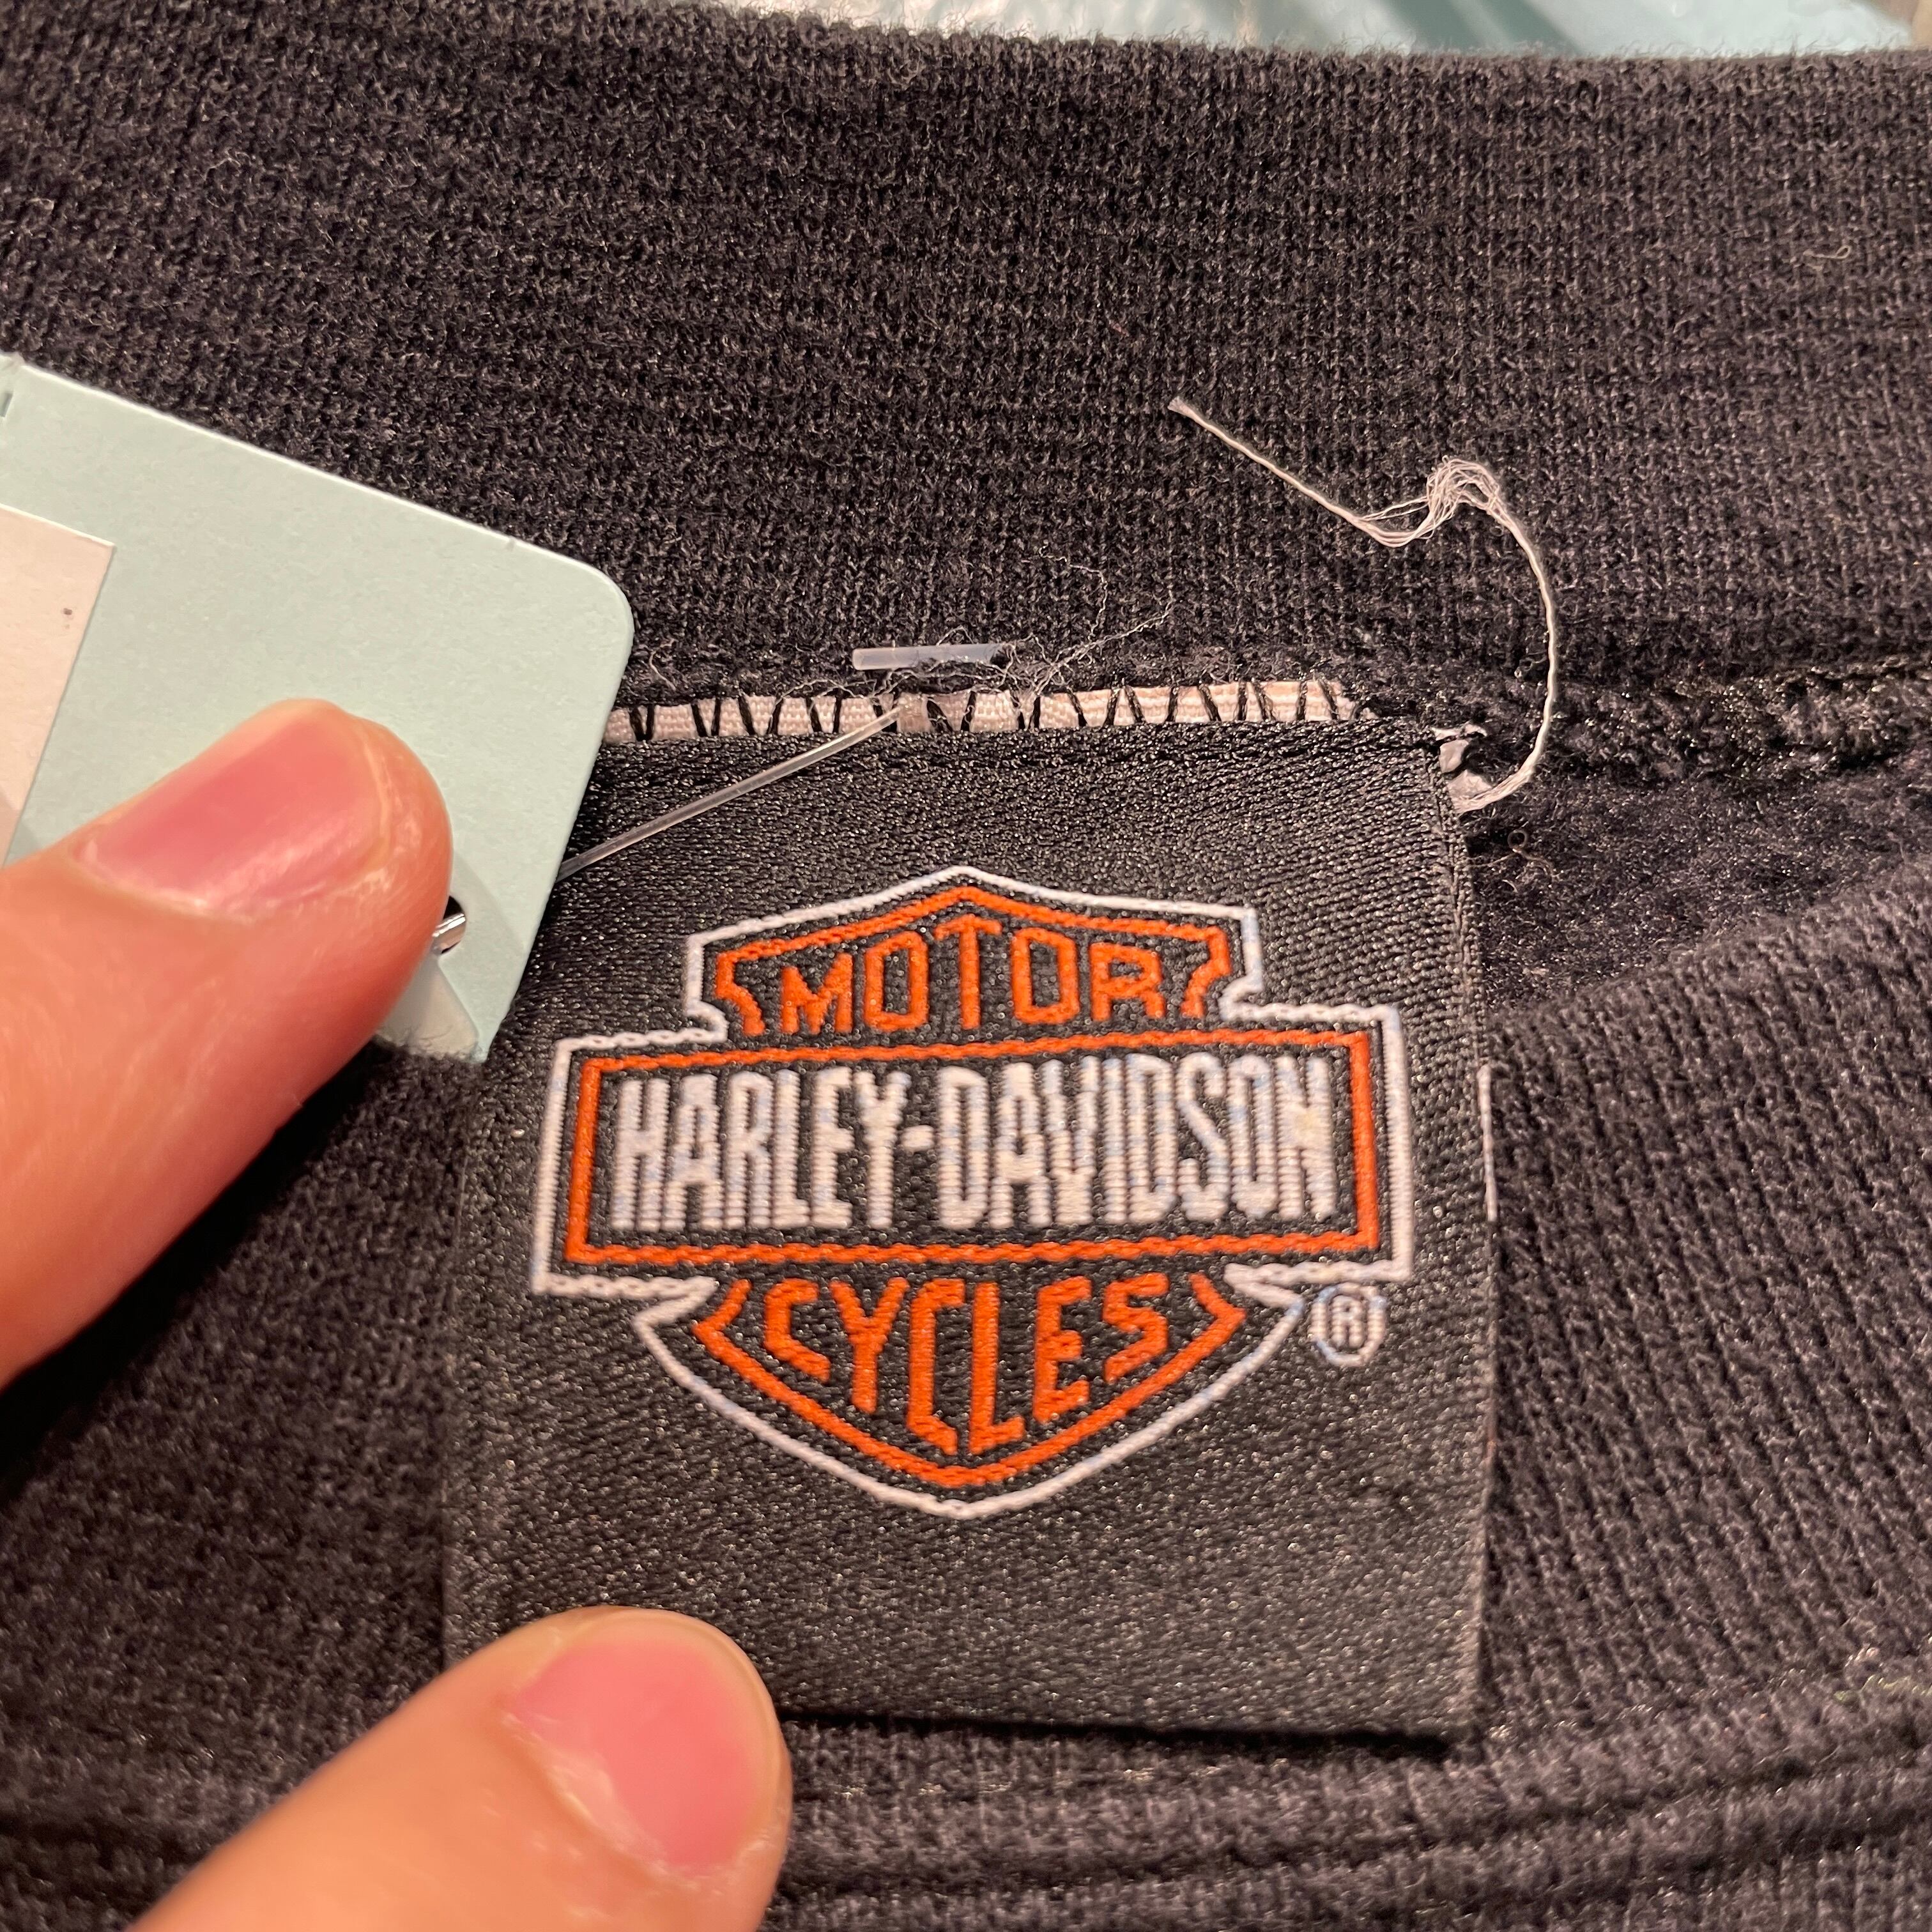 MOTOR
HARLEY-DAVIDSON
CYCLES
®